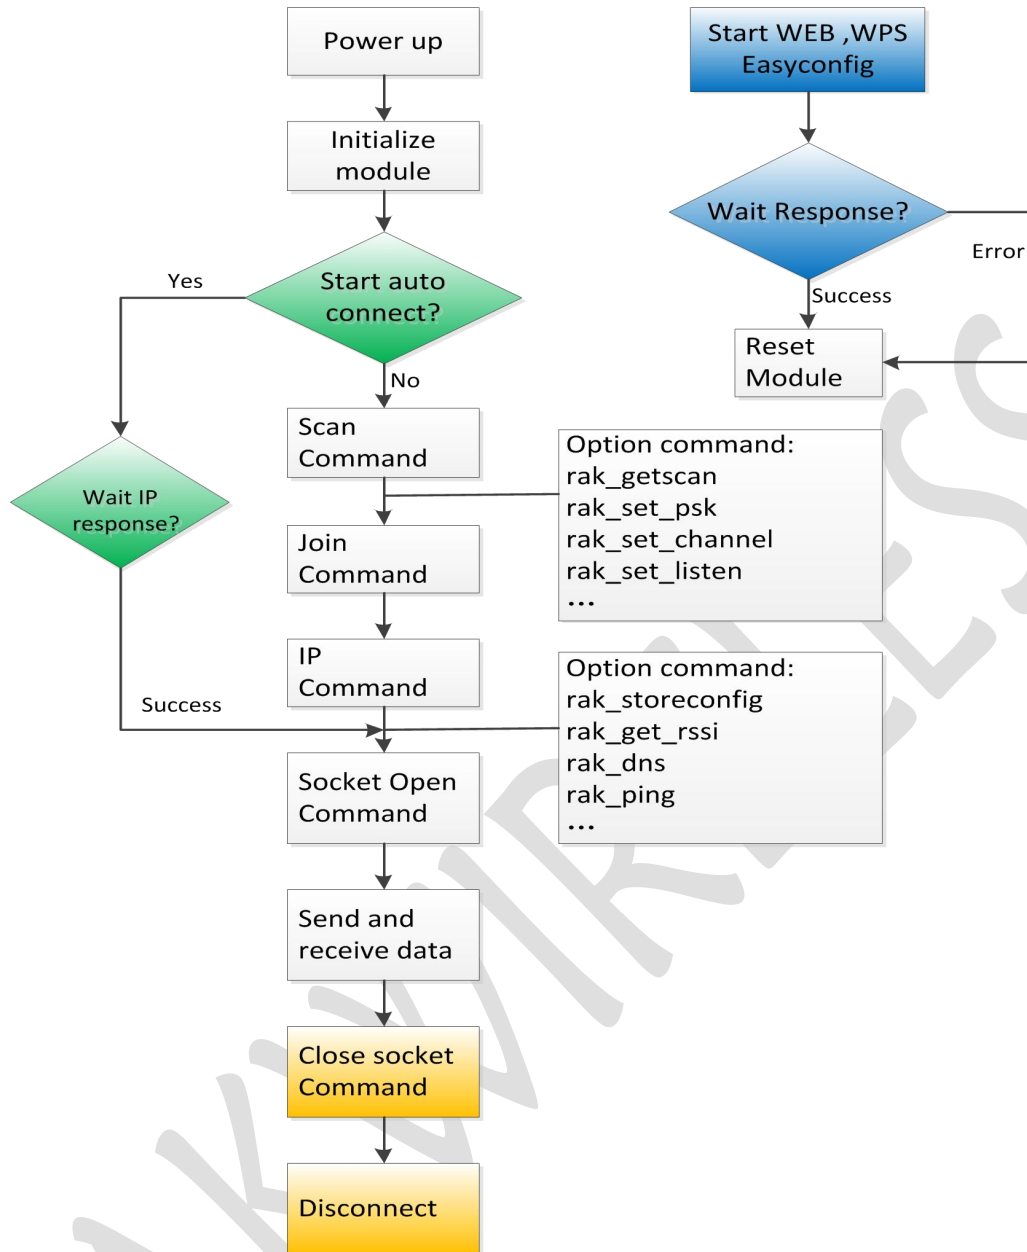 Power up
Initialize
module
Start auto
connect?
Yes
No
Wait IP
response?
Success
Scan
Command
Join
Command
IP
Command
Socket Open
Command
Send and
receive data
Close socket
Command
Disconnect
Start WEB ,WPS
Easyconfig
Wait Response?
Error
Success
Reset
Module
Option command:
rak_getscan
rak_set_psk
rak_set_channel
rak_set_listen
...
Option command:
rak_storeconfig
rak_get_rssi
rak_dns
rak_ping
...
AKWIRELESS